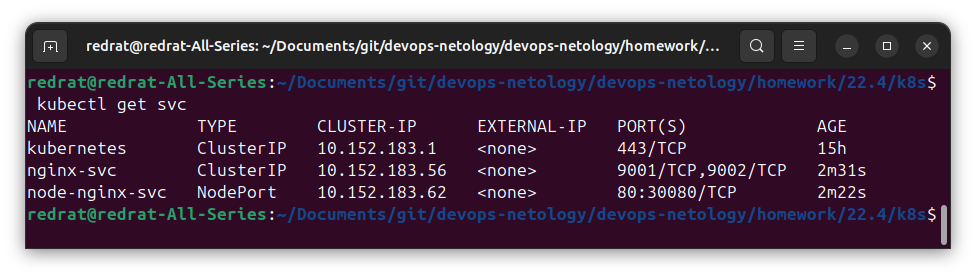 redrat@redrat-All-Series: ~/Documents/git/devops-netology/devops-netology/homework/...
redrat@redrat-All-Series:~/Documents/git/devops-netology/devops-netology/homework/22.4/k8s$
kubectl get svc
NAME TYPE CLUSTER-IP EXTERNAL-IP PORT(S) AGE
kubernetes ClusterIP 10.152.183.1 <none> 443/TCP 15h
nginx-svc ClusterIP 10.152.183.56 <none> 9001/TCP,9002/TCP 2m31s
node-nginx-svc NodePort 10.152.183.62 <none> 80:30080/TCP 2m22s
redrat@redrat-All-Series:~/Documents/git/devops-netology/devops-netology/homework/22.4/k8s$